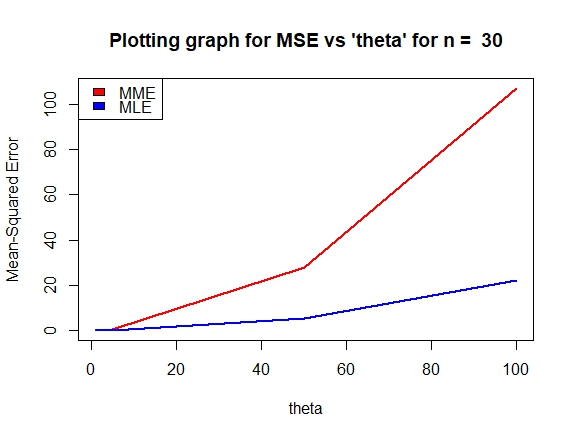 Plotting graph for MSE vs 'theta' for n =  30
MME
MLE
Mean-Squared Error
100
80
60
40
20
0
0 20 40 60 80 100
theta